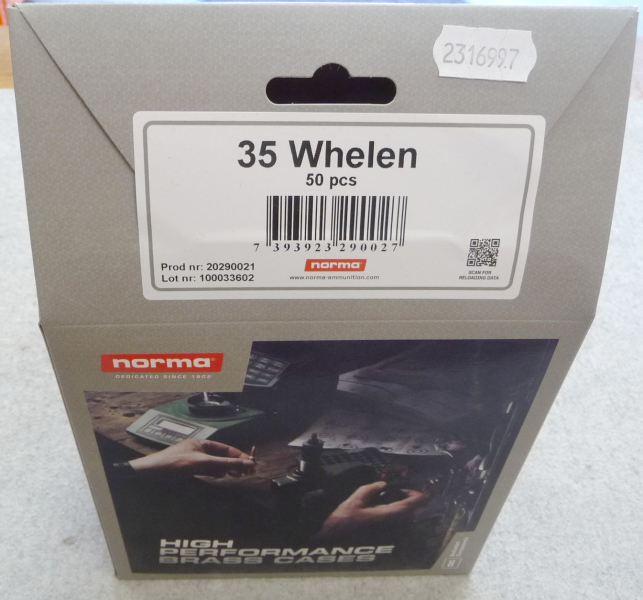 231699.7
35 Whelen
50 pcs
7 393923 290027
Prod nr: 20290021
Lot nr: 100033602
norma
www.norma-ammunition.com
SCAN FOR
RELOADING DATA
norma
DEDICATED SINCE 1902
HIGH
PERFORMANCE
BRASS CASES